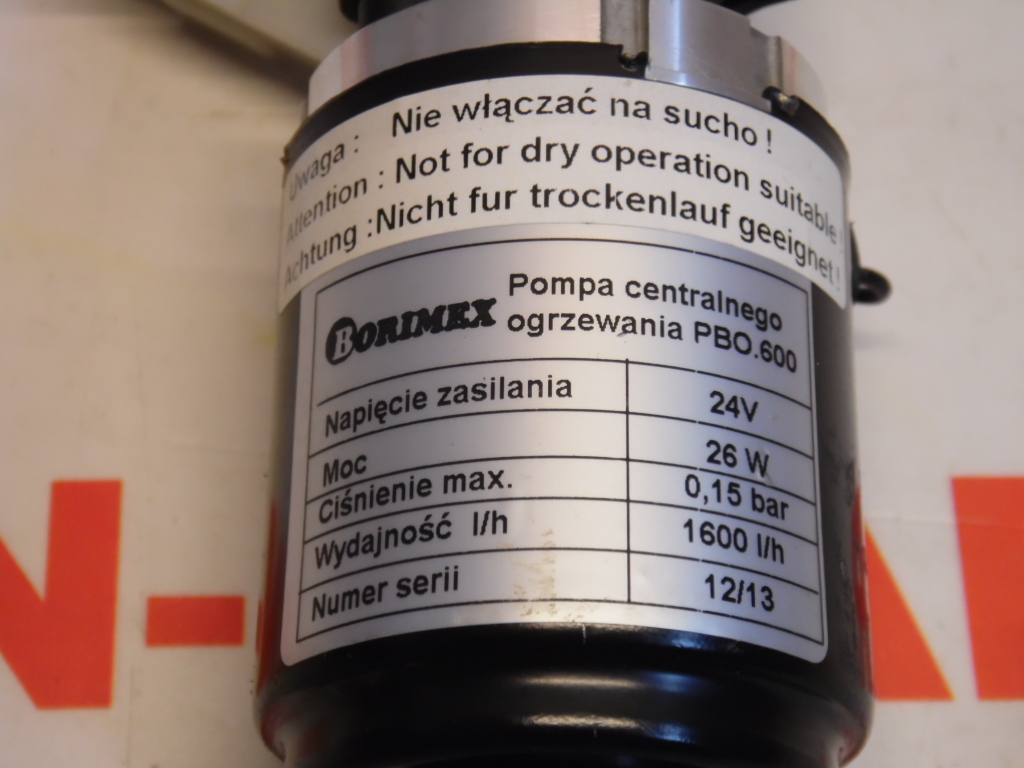 Uwaga : Nie włączać na sucho !
Attention : Not for dry operation suitable !
Achtung :Nicht fur trockenlauf geeignet !
BORIMEX
Pompa centralnego
ogrzewania PBO.600
Napięcie zasilania 24V
Moc 26 W
Ciśnienie max. 0,15 bar
Wydajność l/h 1600 l/h
Numer serii 12/13